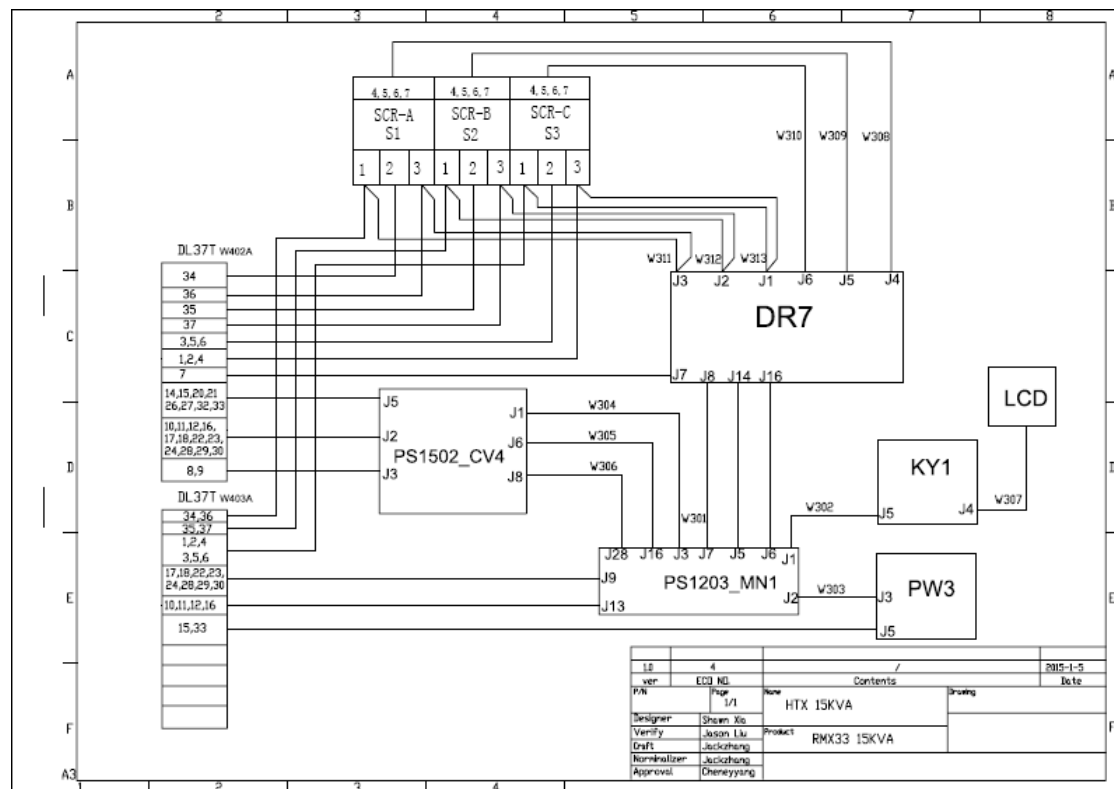 2 3 4 5 6 7 8
A A
4,5,6,7 4,5,6,7 4,5,6,7
SCR-A SCR-B SCR-C
S1 S2 S3
W310 W309 W308
1 2 3 1 2 3 1 2 3
B B
DL37T W402A
W311 W312 W313
34
J3 J2 J1 J6 J5 J4
36
35
DR7
37
C C
3,5,6
1,2,4
7
J7 J8 J14 J16
14,15,20,21
26,27,32,33
J5 J1 W304
LCD
10,11,12,16,
17,18,22,23,
24,28,29,30
J2 J6 W305
PS1502_CV4
KY1
D D
8,9
J3 J8 W306
DL37T W403A
W301 W302 J5 J4 W307
34,36
35,37
1,2,4
3,5,6
J28 J16 J3 J7 J5 J6 J1
17,18,22,23,
24,28,29,30
J9 PS1203_MN1
PW3
E E
10,11,12,16
J13 J2 W303 J3
15,33
J5
1.0 4 / 2015-1-5
ver ECO NO. Contents Date
P/N Page 1/1 Name HTX 15KVA Drawing
Designer Shawn Xia
Verify Jason Liu Product RMX33 15KVA
Craft Jackzhang
Norminalizer Jackzhang
Approval Cheneyyang
F F
A3
2 3 4 5 6 7 8